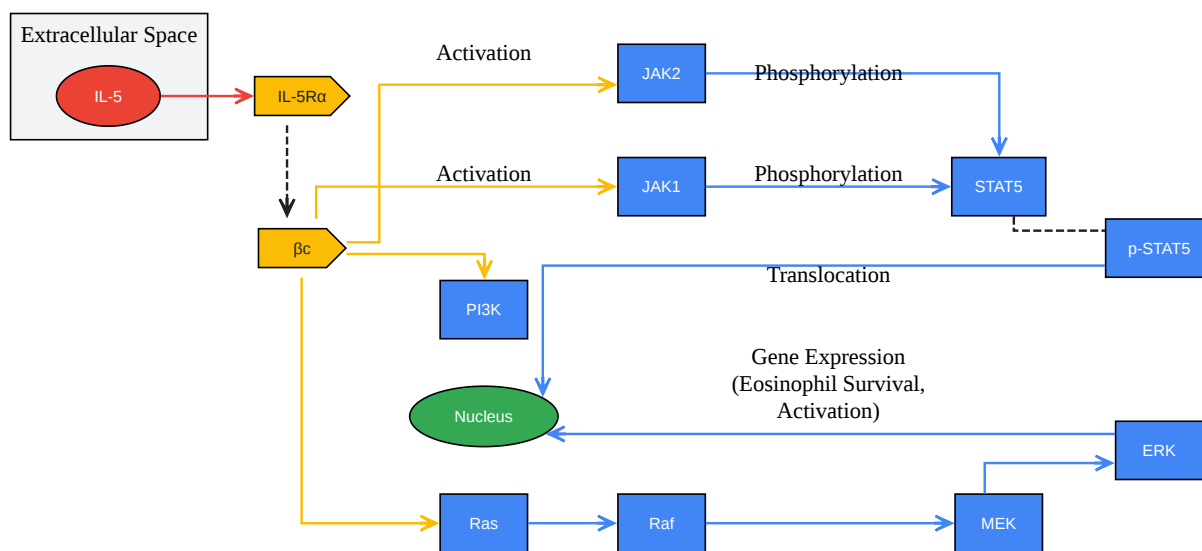 Extracellular Space
IL-5
IL-5Rα
Activation
JAK2
Phosphorylation
Activation
JAK1
Phosphorylation
STAT5
βc
p-STAT5
Translocation
PI3K
Gene Expression
(Eosinophil Survival,
Activation)
Nucleus
ERK
Ras
Raf
MEK